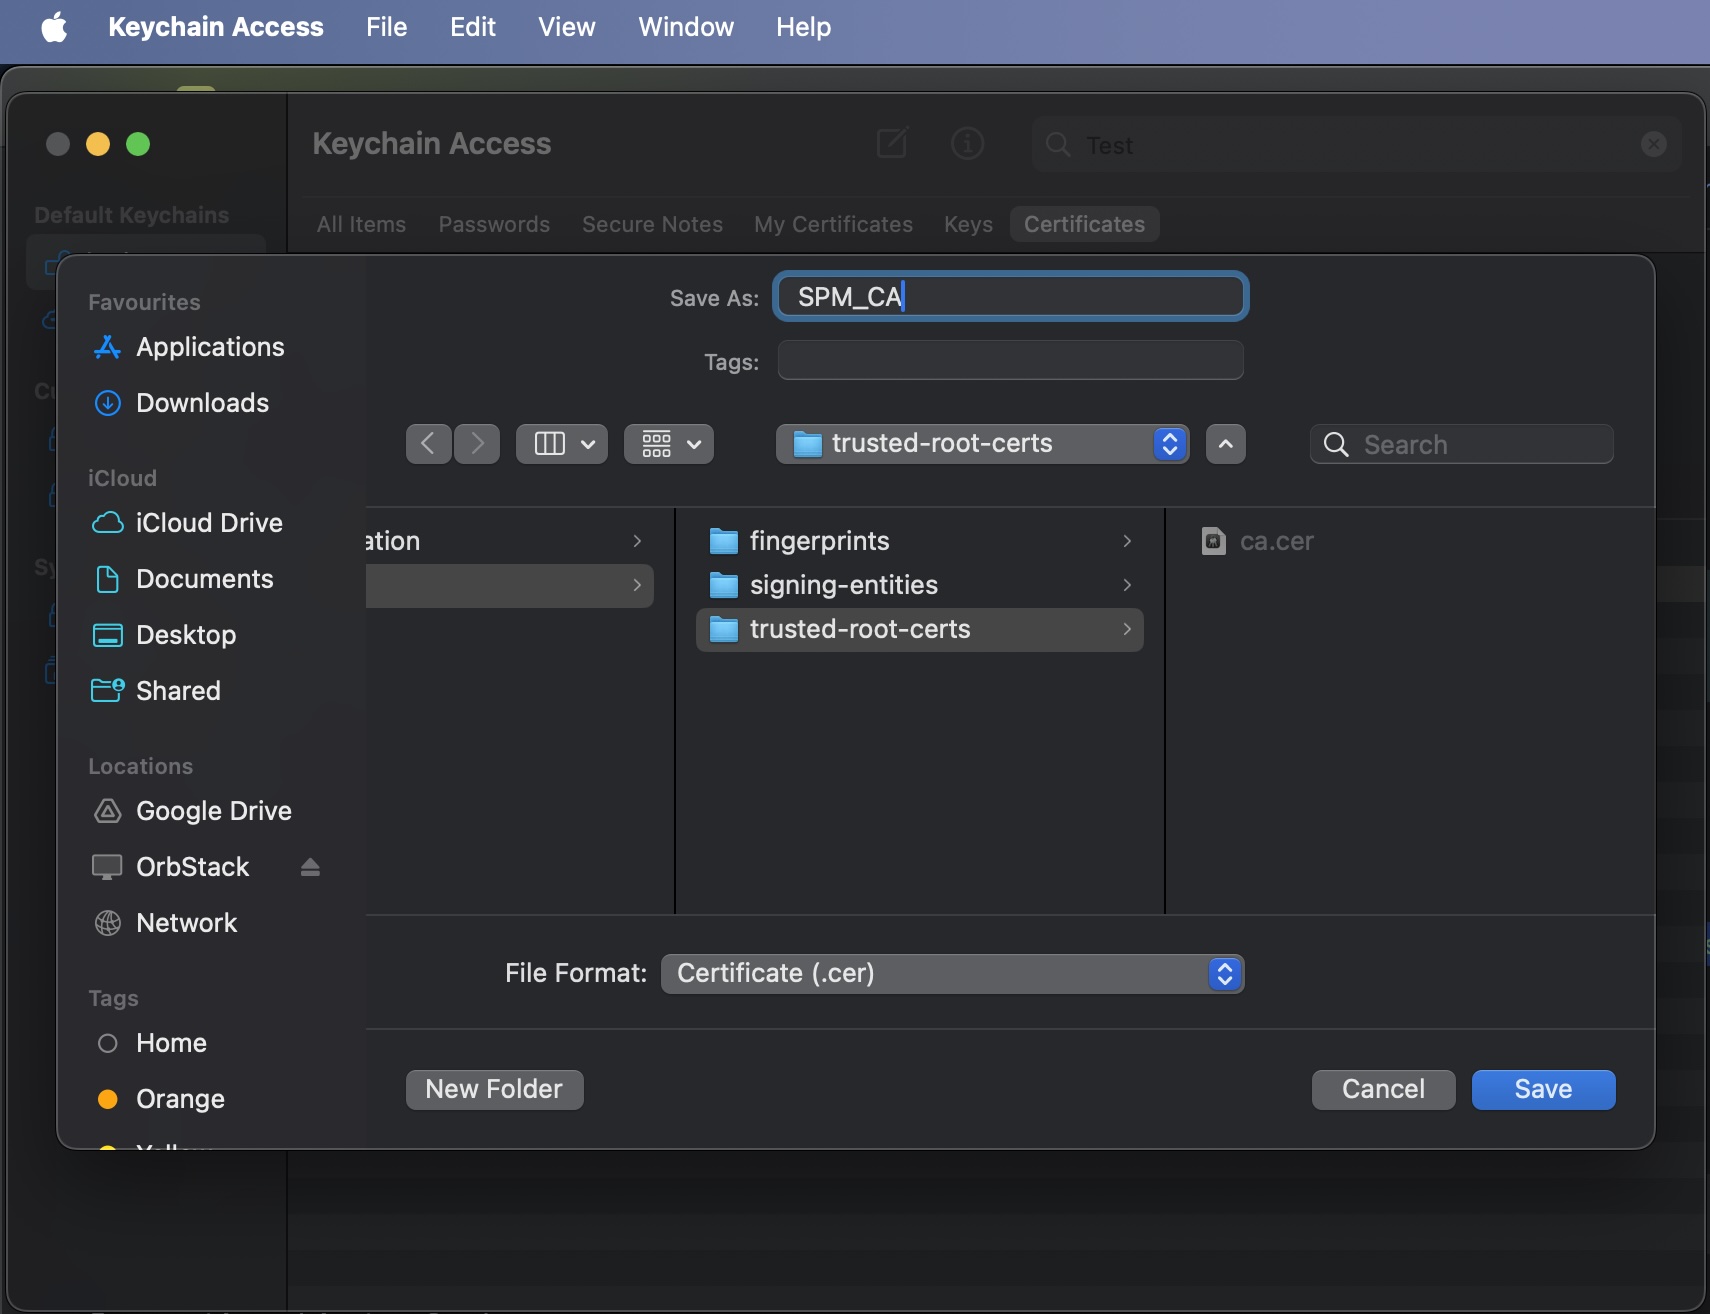 Keychain Access File Edit View Window Help
Keychain Access
Test
Default Keychains
All Items Passwords Secure Notes My Certificates Keys Certificates
Favourites
Applications
Downloads
iCloud
iCloud Drive
Documents
Desktop
Shared
Locations
Google Drive
OrbStack
Network
Tags
Home
Orange
Yellow
Save As: SPM_CA
Tags:
trusted-root-certs
Search
ation
fingerprints
signing-entities
trusted-root-certs
ca.cer
File Format: Certificate (.cer)
New Folder
Cancel
Save